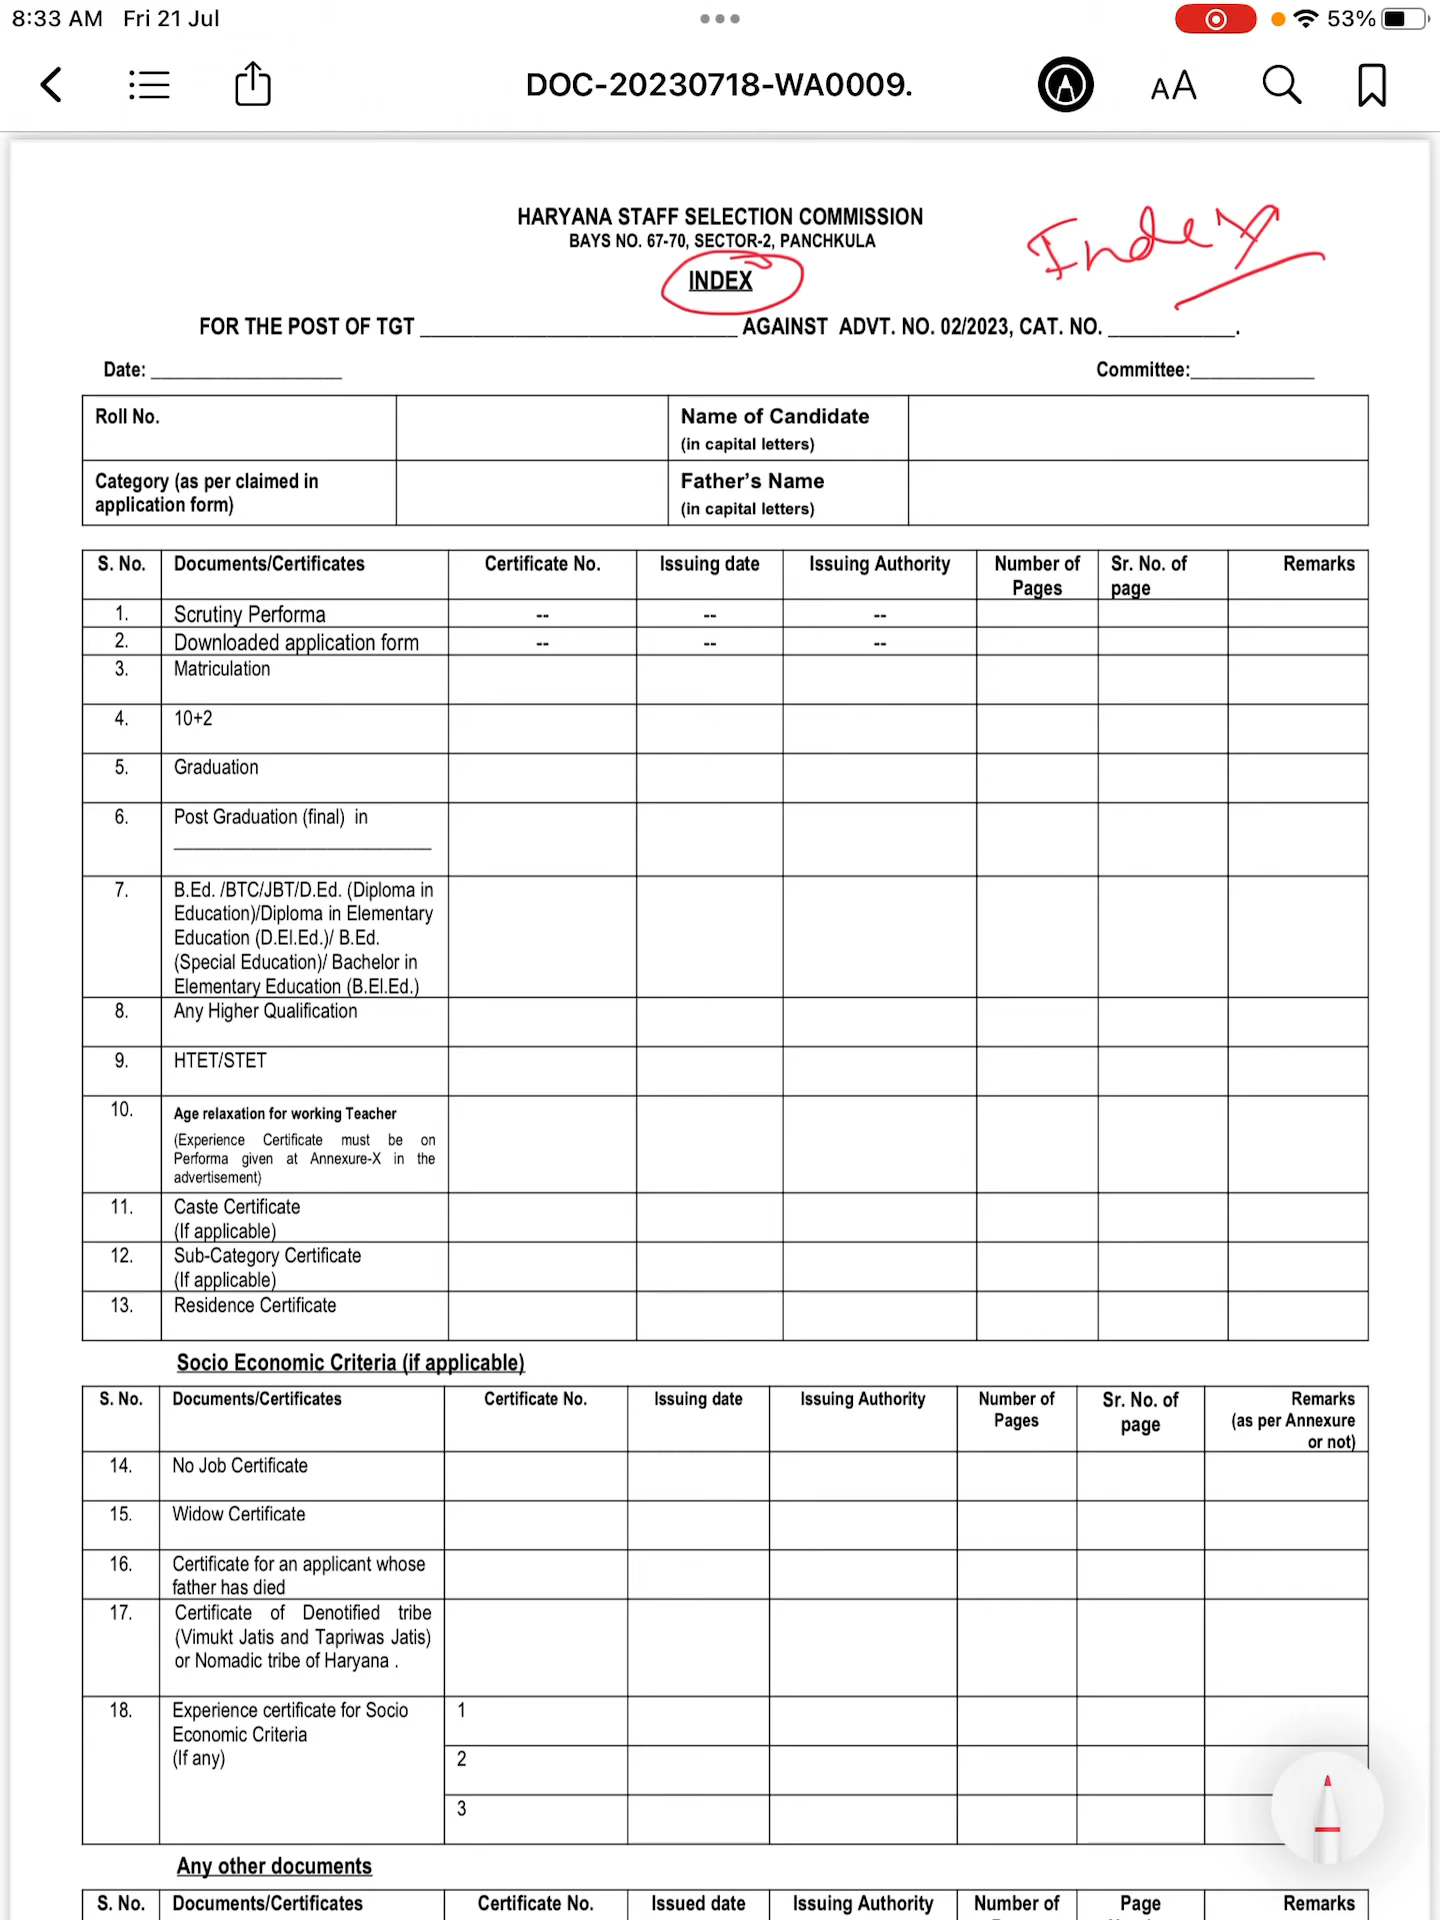 8:33 AM Fri 21 Jul
53%
DOC-20230718-WA0009.
AA
HARYANA STAFF SELECTION COMMISSION
BAYS NO. 67-70, SECTOR-2, PANCHKULA
Index
INDEX
FOR THE POST OF TGT ______________ AGAINST ADVT. NO. 02/2023, CAT. NO. ________.
Date: ______________ Committee:__________
Roll No. Name of Candidate
(in capital letters)
Category (as per claimed in
application form)
Father's Name
(in capital letters)
S. No. Documents/Certificates Certificate No. Issuing date Issuing Authority Number of Pages Sr. No. of page Remarks
1. Scrutiny Performa -- -- --
2. Downloaded application form -- -- --
3. Matriculation
4. 10+2
5. Graduation
6. Post Graduation (final) in
______________
7. B.Ed. /BTC/JBT/D.Ed. (Diploma in
Education)/Diploma in Elementary
Education (D.El.Ed.)/ B.Ed.
(Special Education)/ Bachelor in
Elementary Education (B.El.Ed.)
8. Any Higher Qualification
9. HTET/STET
10. Age relaxation for working Teacher
(Experience Certificate must be on
Performa given at Annexure-X in the
advertisement)
11. Caste Certificate
(If applicable)
12. Sub-Category Certificate
(If applicable)
13. Residence Certificate
Socio Economic Criteria (if applicable)
S. No. Documents/Certificates Certificate No. Issuing date Issuing Authority Number of Pages Sr. No. of page Remarks
(as per Annexure
or not)
14. No Job Certificate
15. Widow Certificate
16. Certificate for an applicant whose
father has died
17. Certificate of Denotified tribe
(Vimukt Jatis and Tapriwas Jatis)
or Nomadic tribe of Haryana .
18. Experience certificate for Socio 1
Economic Criteria
(If any) 2
3
Any other documents
S. No. Documents/Certificates Certificate No. Issued date Issuing Authority Number of Page Remarks